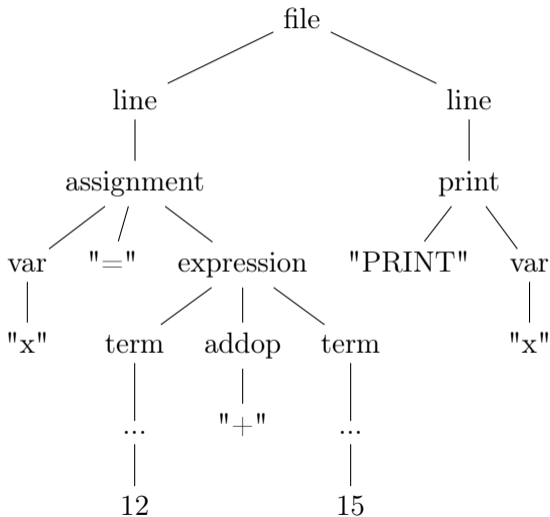 file
line line
assignment print
var "=" expression "PRINT" var
"x" term addop term "x"
... "+" ...
12 15